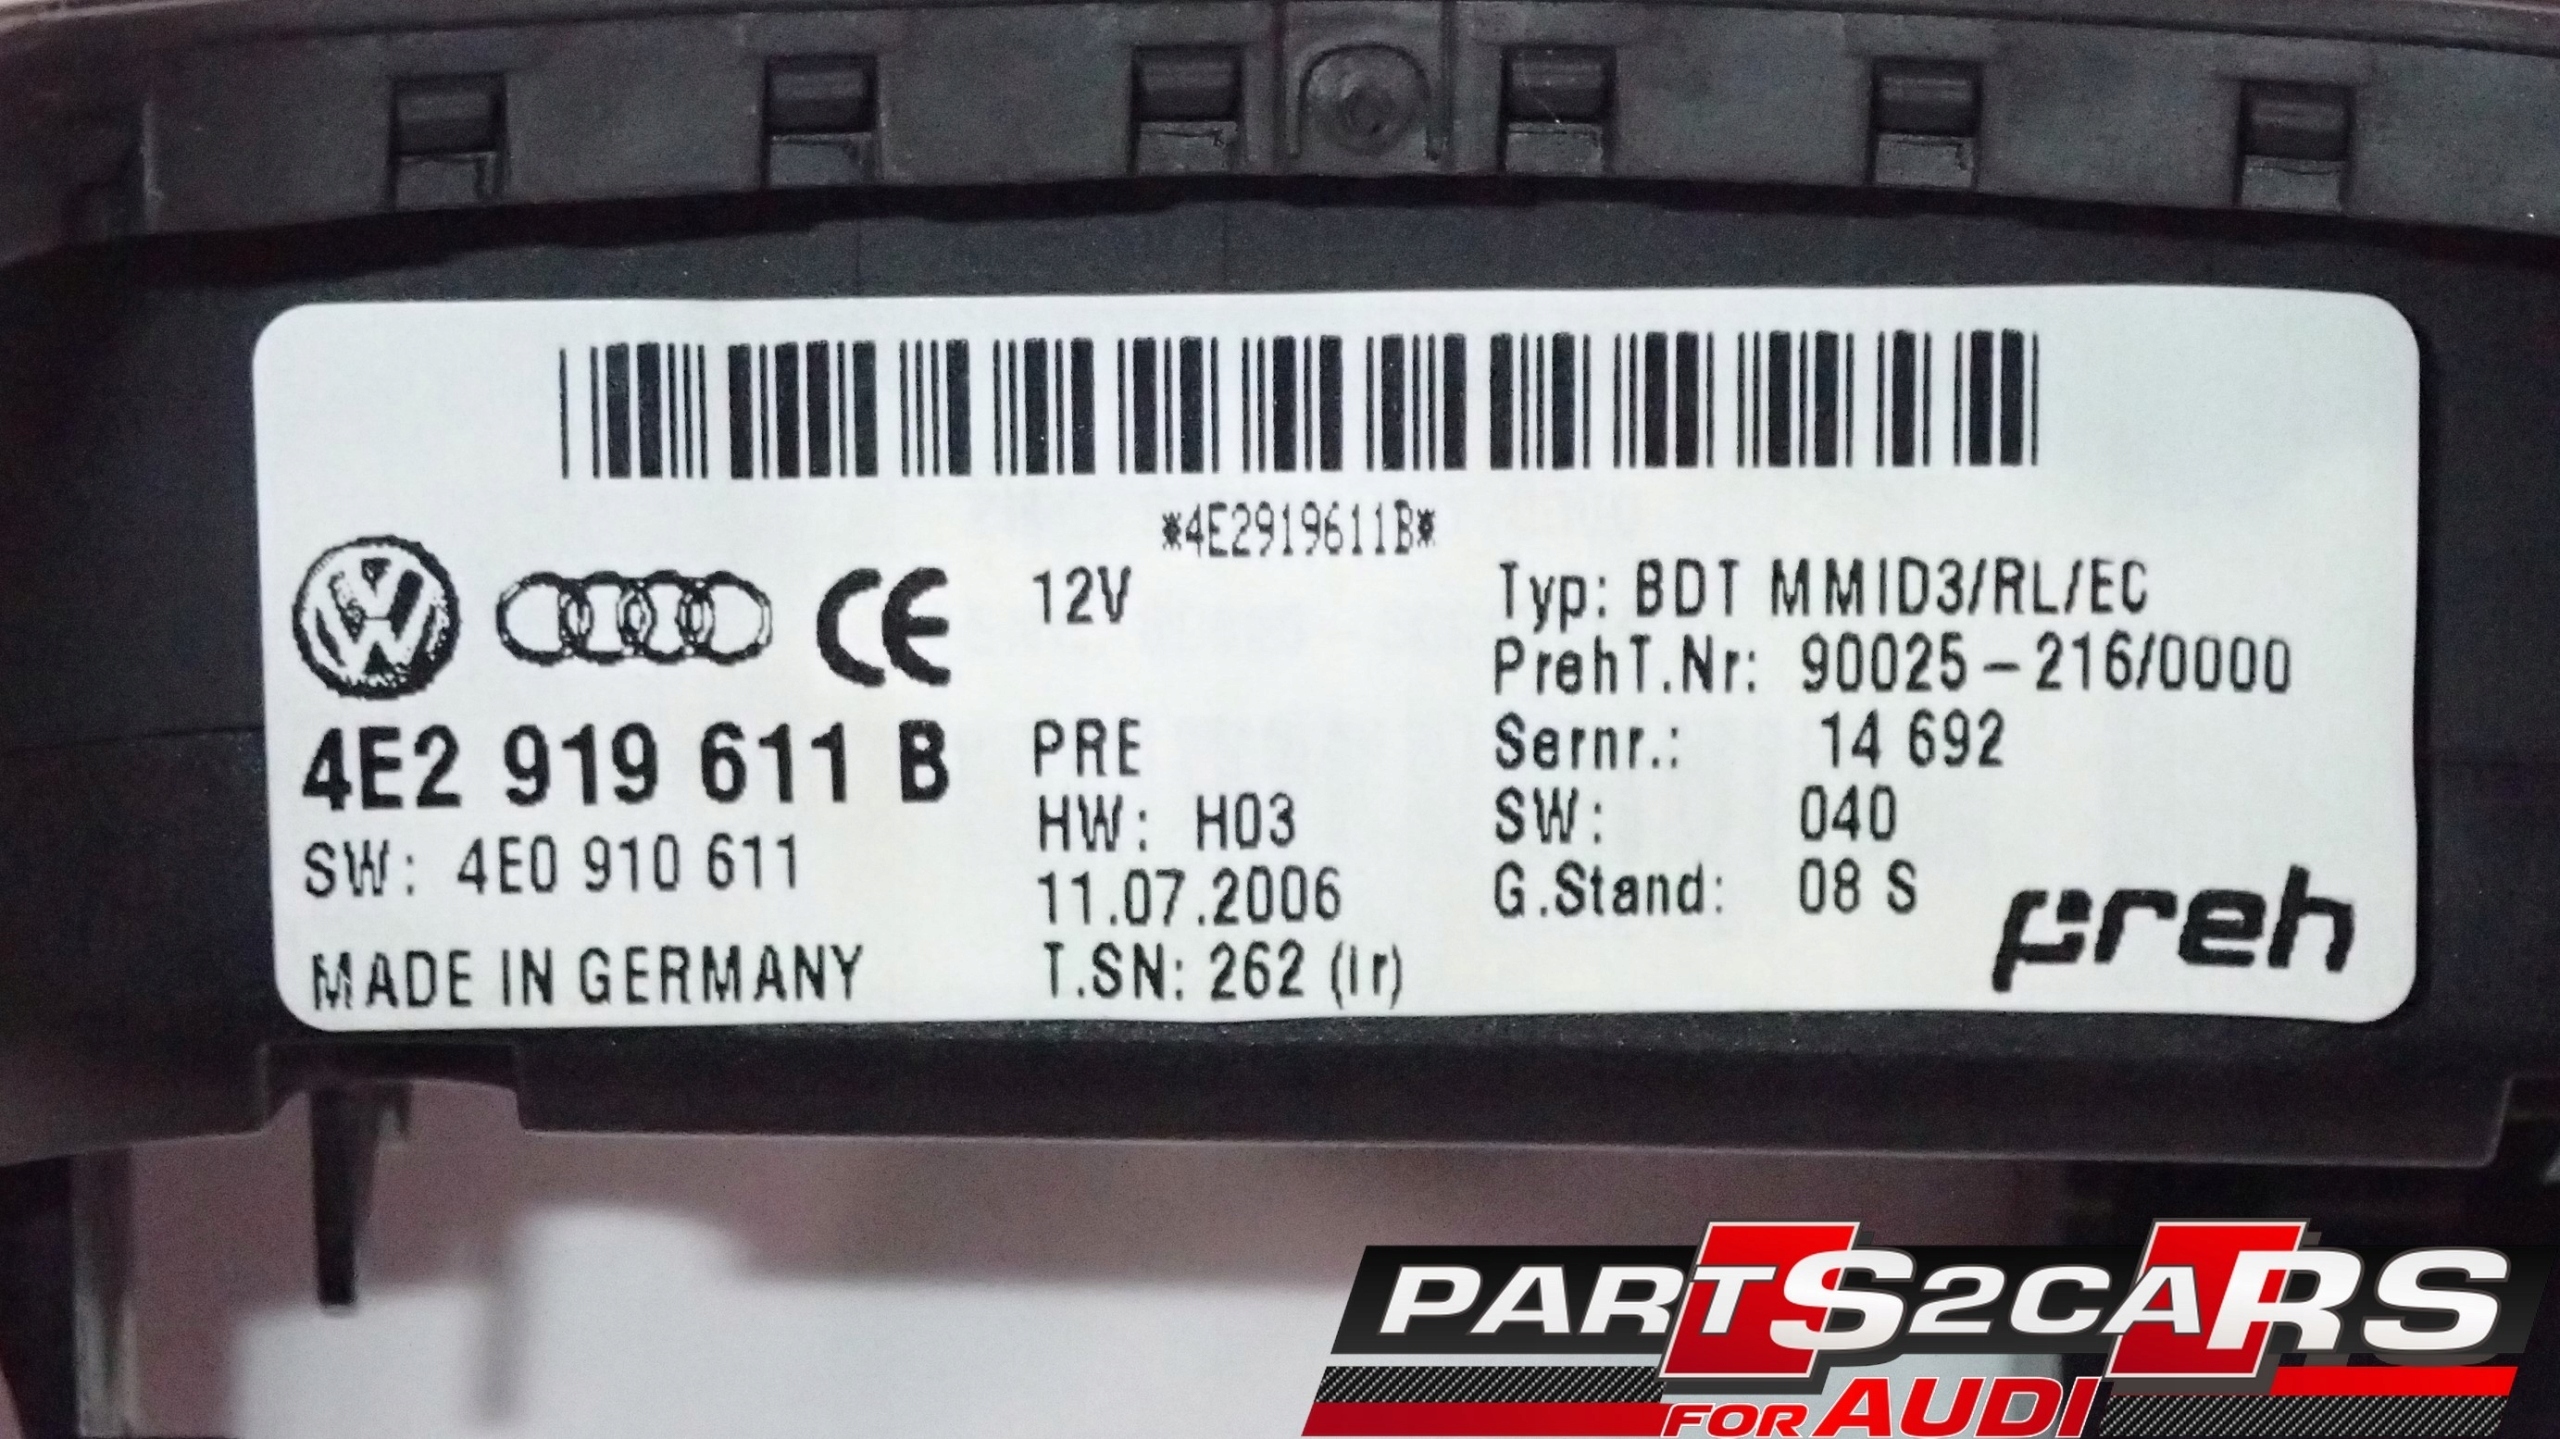 *4E2919611B*
CE
12V
Typ: BDT MMID3/RL/EC
PrehT.Nr: 90025-216/0000
4E2 919 611 B
PRE
Sernr.: 14 692
HW: H03
SW: 040
SW: 4E0 910 611
11.07.2006
G.Stand: 08 S
MADE IN GERMANY
T.SN: 262 (Ir)
preh
PARTS2CARS
FOR AUDI